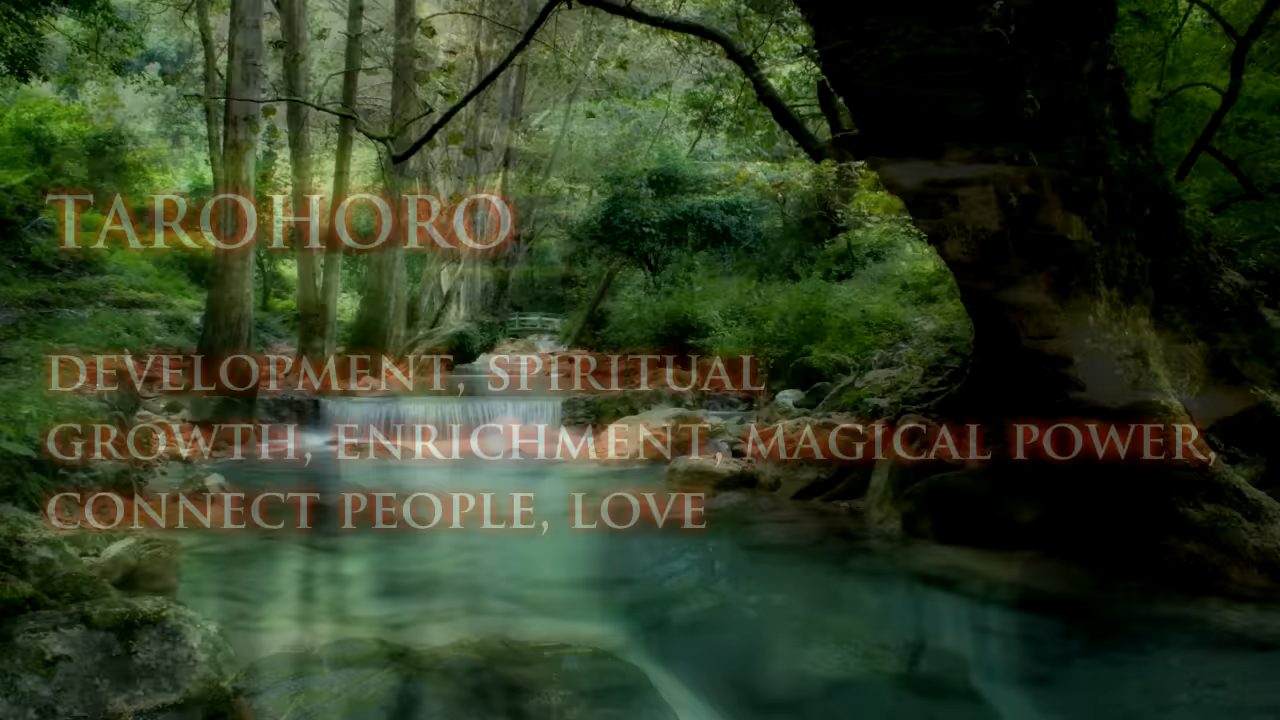 TAROHORO
DEVELOPMENT, SPIRITUAL
GROWTH, ENRICHMENT, MAGICAL POWER,
CONNECT PEOPLE, LOVE